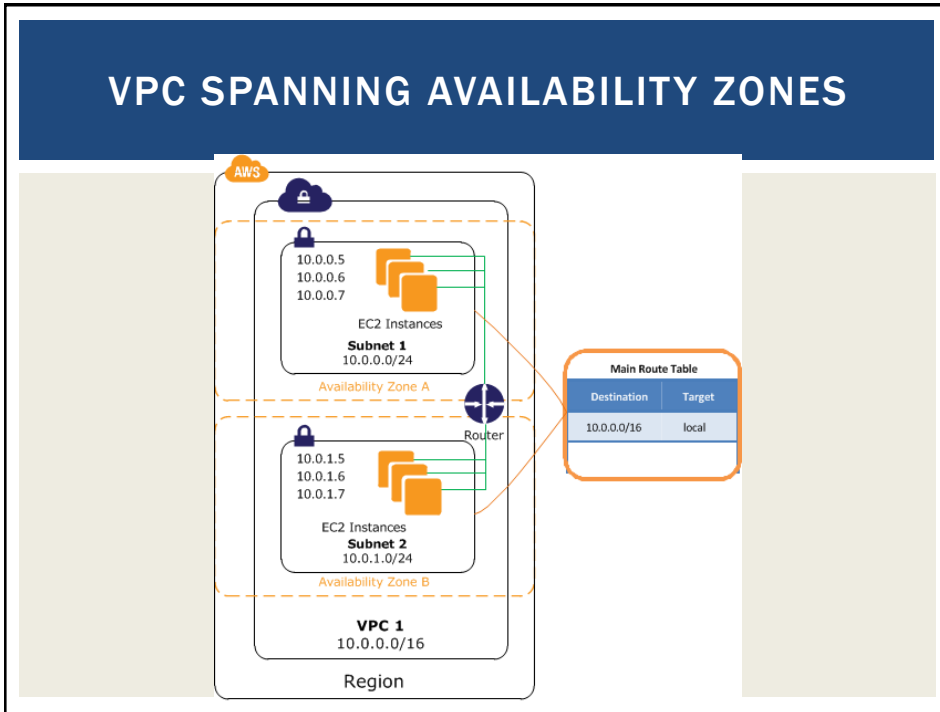 VPC SPANNING AVAILABILITY ZONES
AWS
10.0.0.5
10.0.0.6
10.0.0.7
EC2 Instances
Subnet 1
10.0.0.0/24
Availability Zone A
Router
10.0.1.5
10.0.1.6
10.0.1.7
EC2 Instances
Subnet 2
10.0.1.0/24
Availability Zone B
VPC 1
10.0.0.0/16
Region
Main Route Table
Destination Target
10.0.0.0/16 local